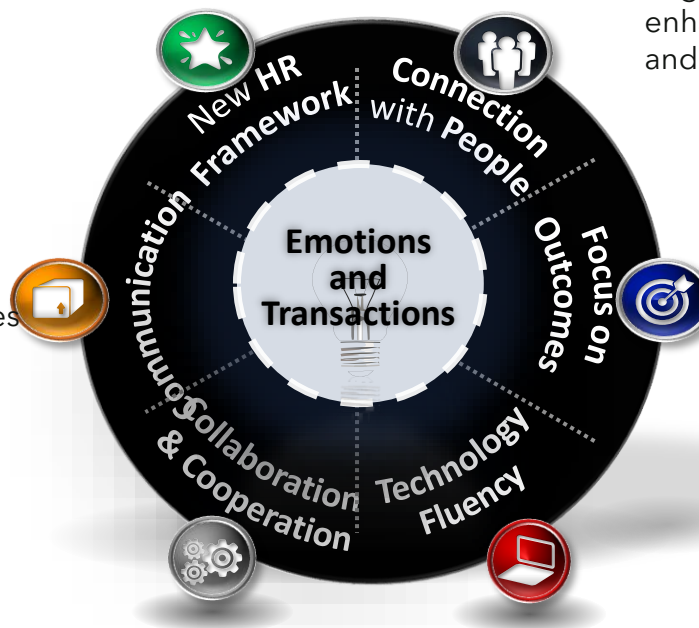 enh
and
New HR
Framework
Connection
with People
Focus on
Outcomes
Technology
Fluency
Collaboration
& Cooperation
Communication
es
Emotions
and
Transactions